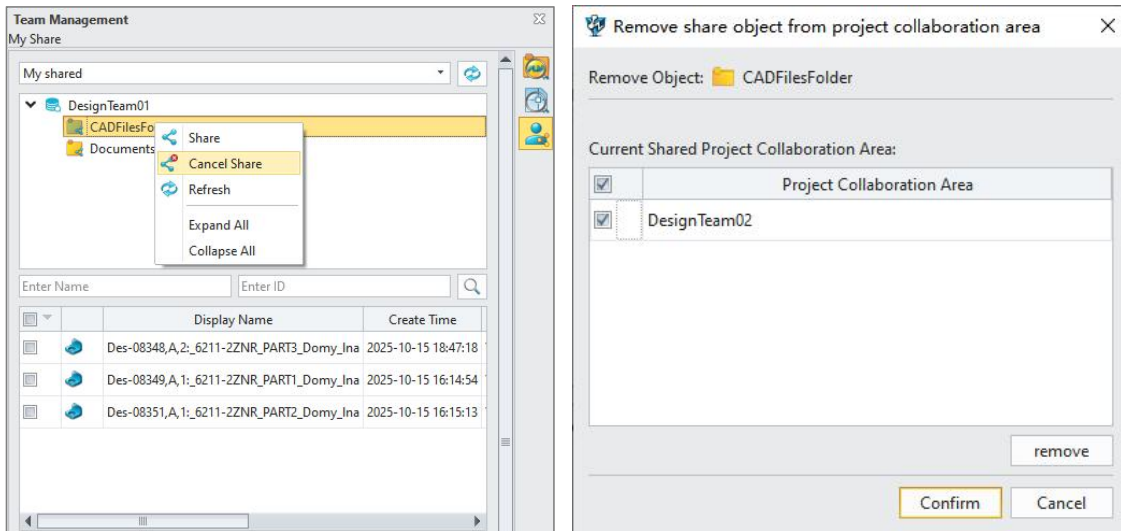 Team Management
My Share
My shared
DesignTeam01
CADFilesFo
Documents
Share
Cancel Share
Refresh
Expand All
Collapse All
Enter Name
Enter ID
Display Name
Create Time
Des-08348,A,2:_6211-2ZNR_PART3_Domy_Ina 2025-10-15 18:47:18
Des-08349,A,1:_6211-2ZNR_PART1_Domy_Ina 2025-10-15 16:14:54
Des-08351,A,1:_6211-2ZNR_PART2_Domy_Ina 2025-10-15 16:15:13
Remove share object from project collaboration area
Remove Object: CADFilesFolder
Current Shared Project Collaboration Area:
Project Collaboration Area
DesignTeam02
remove
Confirm
Cancel